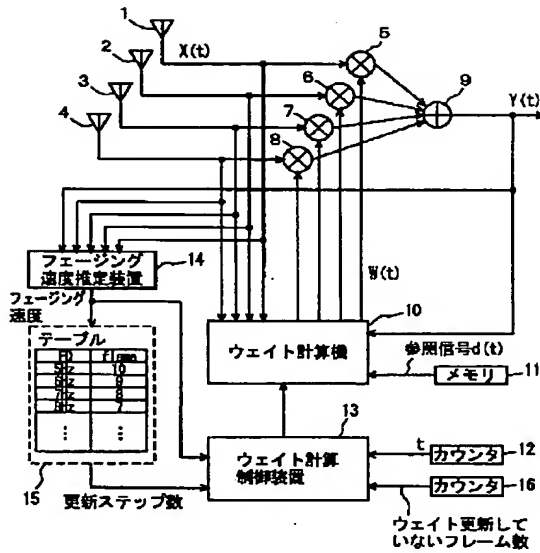 1
2
3
4
X(t)
5
6
7
8
9
Y(t)
W(t)
フェージング
速度推定装置
14
フェージング
速度
テーブル
FD
5Hz 10
6Hz 9
7Hz 8
8Hz 7
15
更新ステップ数
ウェイト計算機
10
参照信号d(t)
メモリ
11
13
ウェイト計算
制御装置
t
カウンタ
12
カウンタ
16
ウェイト更新して
いないフレーム数